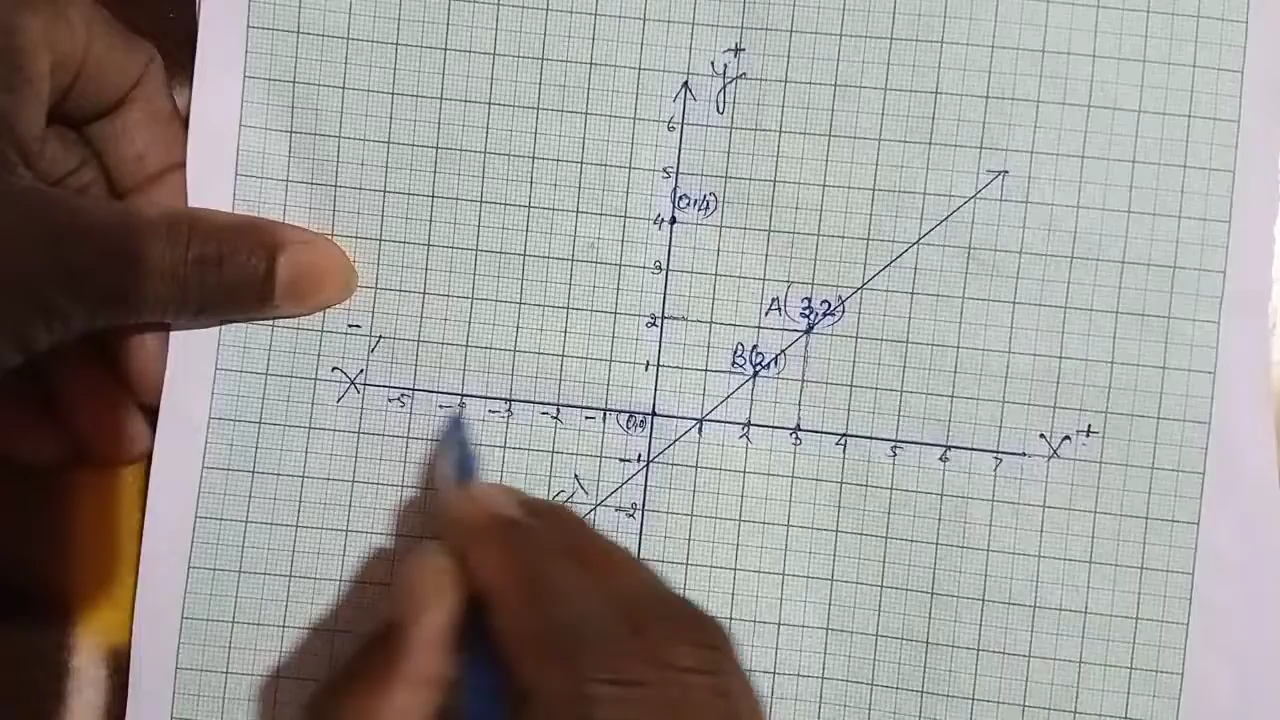 y+
6
5
(0,4)
4
3
A(3,2)
2
B(2,1)
1
X
-5 -4 -3 -2 -1 (0,0) 1 2 3 4 5 6 7 X+
-1
-2